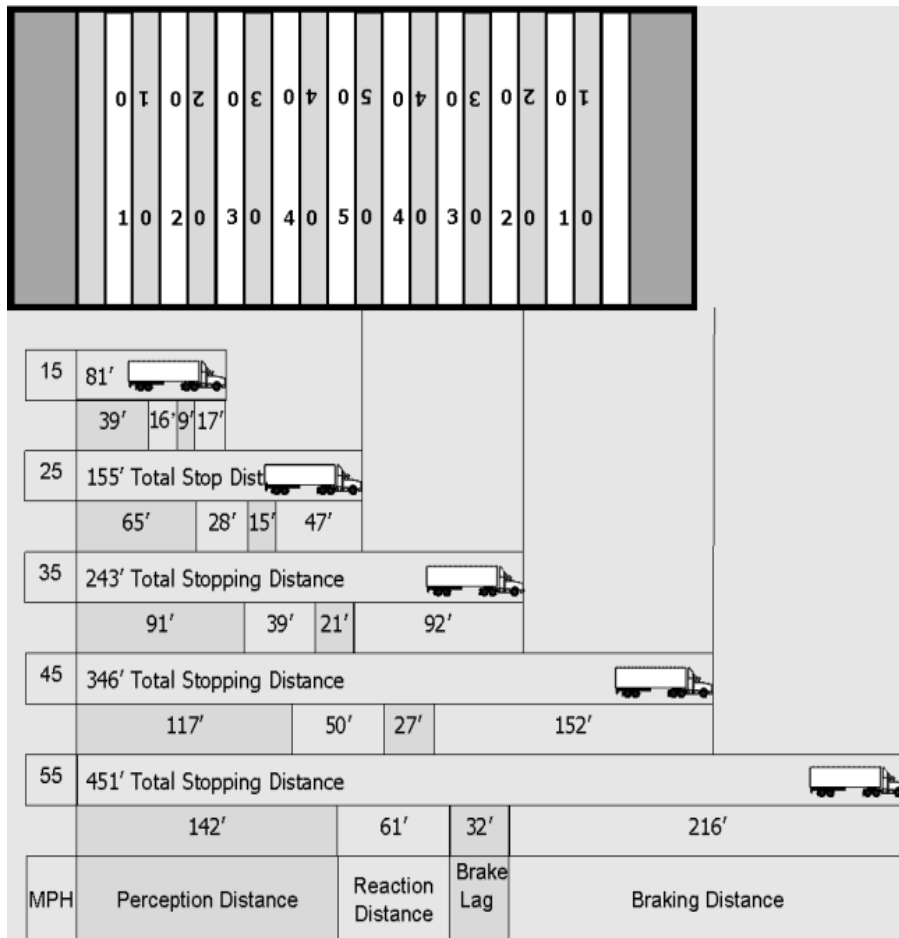 0 1 0 2 0 3 0 4 0 5 0 4 0 3 0 2 0 1
1 0 2 0 3 0 4 0 5 0 4 0 3 0 2 0 1 0
15 81′
39′ 16’ 9′ 17′
25 155′ Total Stop Dist
65′ 28′ 15′ 47′
35 243′ Total Stopping Distance
91′ 39′ 21′ 92′
45 346′ Total Stopping Distance
117′ 50′ 27′ 152′
55 451′ Total Stopping Distance
142′ 61′ 32′ 216′
MPH Perception Distance Reaction Distance Brake Lag Braking Distance